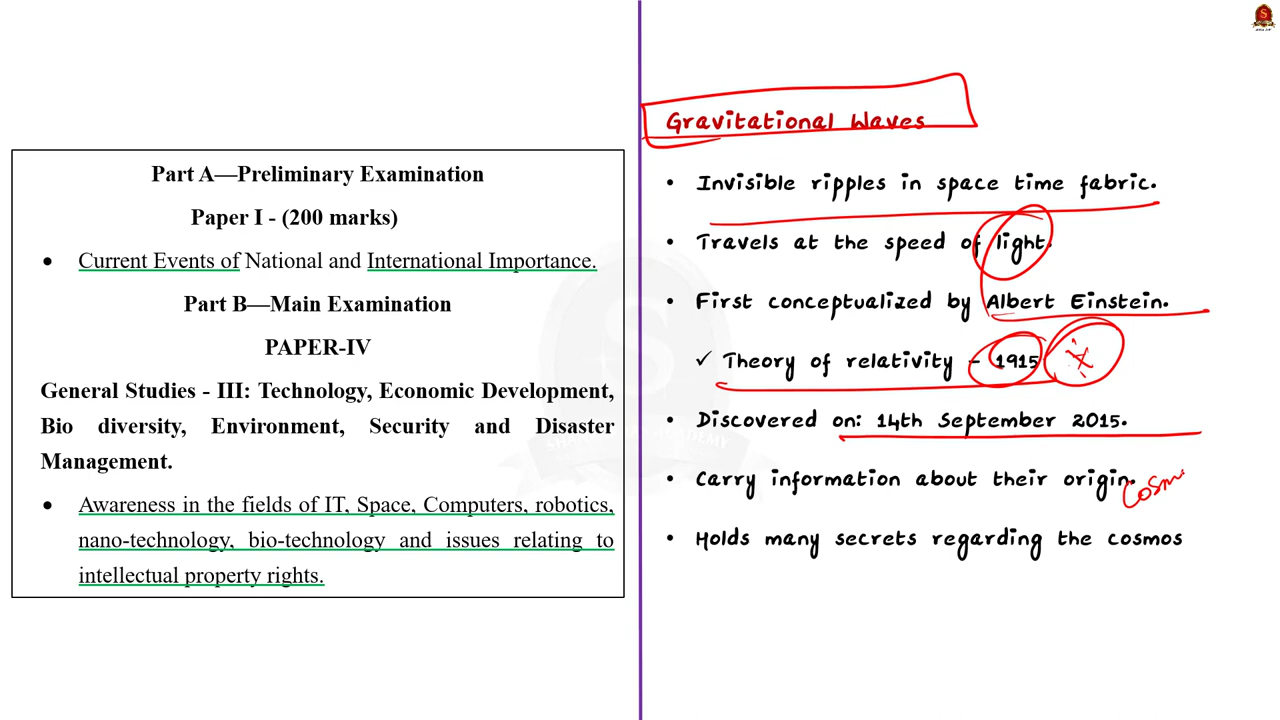 Part A—Preliminary Examination
Paper I - (200 marks)
• Current Events of National and International Importance.
Part B—Main Examination
PAPER-IV
General Studies - III: Technology, Economic Development,
Bio diversity, Environment, Security and Disaster
Management.
• Awareness in the fields of IT, Space, Computers, robotics,
nano-technology, bio-technology and issues relating to
intellectual property rights.
Gravitational Waves
• Invisible ripples in space time fabric.
• Travels at the speed of light.
• First conceptualized by Albert Einstein.
✓ Theory of relativity - 1915
• Discovered on: 14th September 2015.
• Carry information about their origin.
Cosm
• Holds many secrets regarding the cosmos